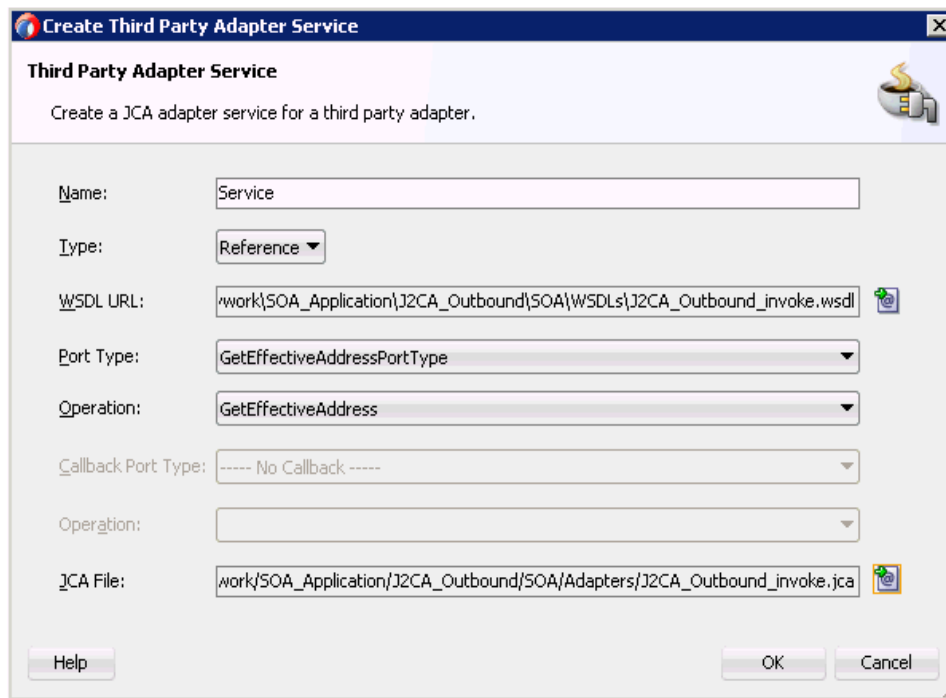 Create Third Party Adapter Service
Third Party Adapter Service
Create a JCA adapter service for a third party adapter.
Name: Service
Type: Reference
WSDL URL: work\SOA_Application\J2CA_Outbound\SOA\WSDLs\J2CA_Outbound_invoke.wsdl
Port Type: GetEffectiveAddressPortType
Operation: GetEffectiveAddress
Callback Port Type: ----- No Callback -----
Operation:
JCA File: work/SOA_Application/J2CA_Outbound/SOA/Adapters/J2CA_Outbound_invoke.jca
Help OK Cancel